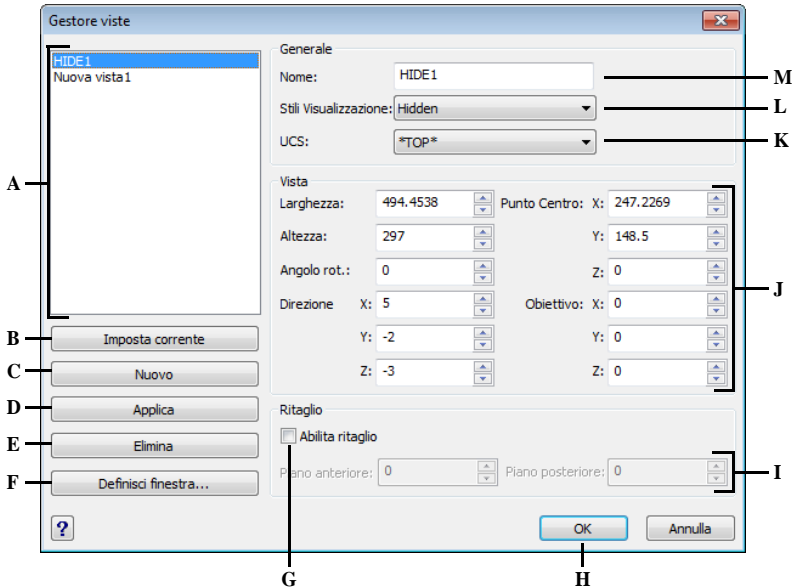 Gestore viste
HIDE1
Nuova vista1
A
Imposta corrente
B
Nuovo
C
Applica
D
Elimina
E
Definisci finestra...
F
?
Generale
Nome: HIDE1
M
Stili Visualizzazione: Hidden
L
UCS: *TOP*
K
Vista
Larghezza: 494.4538 Punto Centro: X: 247.2269
Altezza: 297 Y: 148.5
Angolo rot.: 0 Z: 0
J
Direzione X: 5 Obiettivo: X: 0
Y: -2 Y: 0
Z: -3 Z: 0
Ritaglio
Abilita ritaglio
Piano anteriore: 0 Piano posteriore: 0
I
OK Annulla
G H